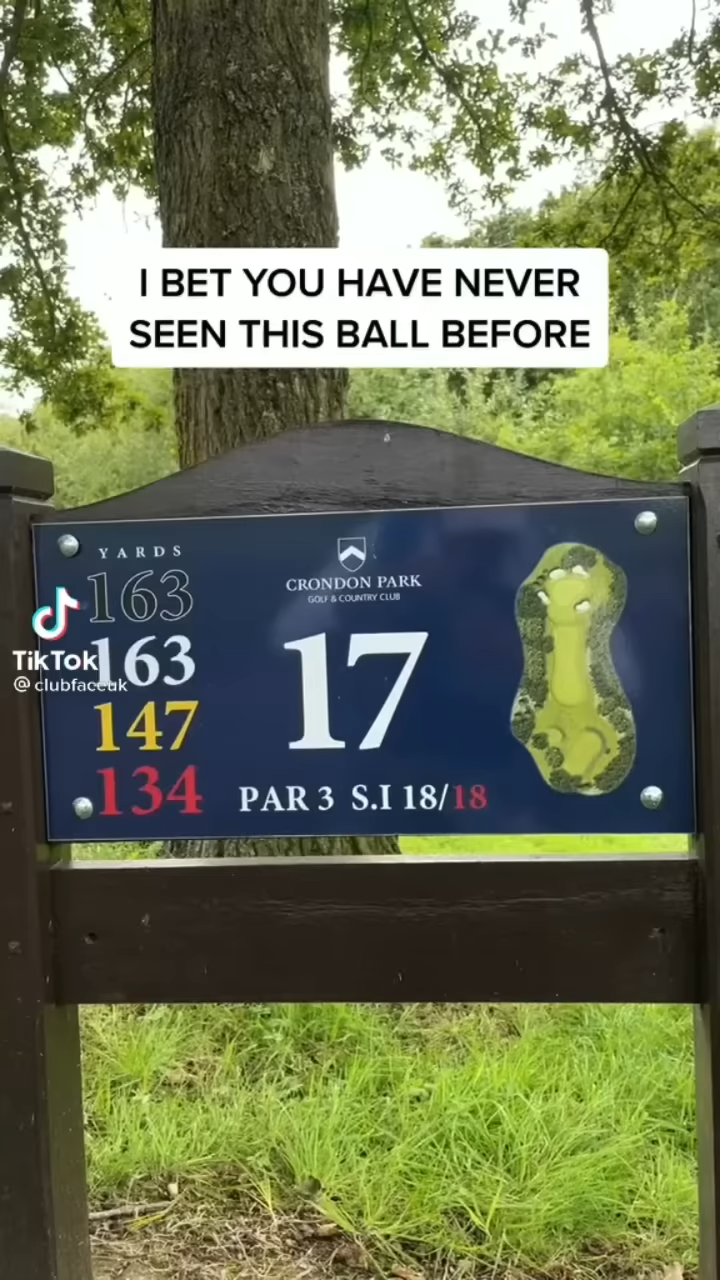 I BET YOU HAVE NEVER
SEEN THIS BALL BEFORE
YARDS
163
163
147
134
CRONDON PARK
GOLF & COUNTRY CLUB
17
PAR 3 S.I 18/18
TikTok
@clubfaceuk